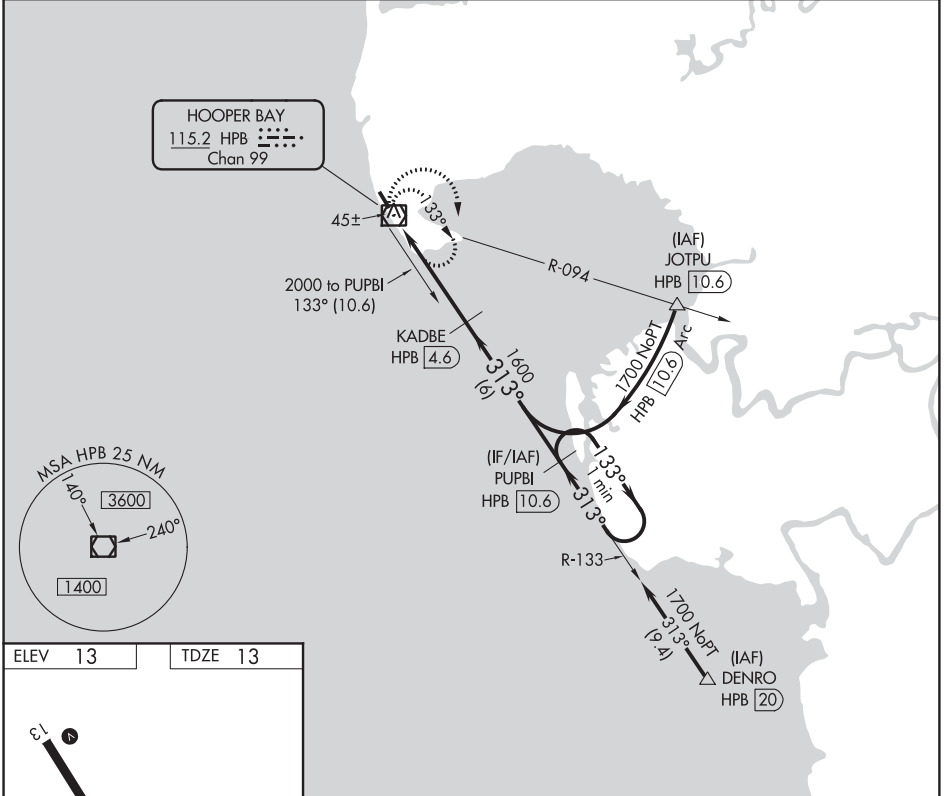 HOOPER BAY
115.2 HPB
Chan 99
45±
133°
R-094
(IAF)
JOTPU
HPB 10.6
2000 to PUPBI
133° (10.6)
KADBE
HPB 4.6
1600
313°
(6)
1700 NoPT
HPB 10.6 Arc
(IF/IAF)
PUPBI
HPB 10.6
133°
1 min
313°
R-133
1700 NoPT
313°
(9.4)
(IAF)
DENRO
HPB 20
MSA HPB 25 NM
140°
3600
240°
1400
ELEV 13
TDZE 13
13
V